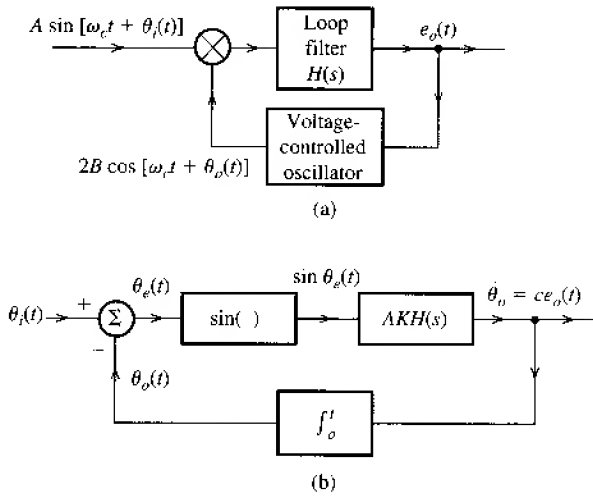 A sin [ω_c t + θ_i(t)]
Loop
filter
H(s)
e_o(t)
Voltage-
controlled
oscillator
2B cos [ω_c t + θ_o(t)]
(a)
θ_i(t)
+
Σ
−
θ_e(t)
sin( )
sin θ_e(t)
AKH(s)
θ̇_o = ce_o(t)
θ_o(t)
∫_o^t
(b)